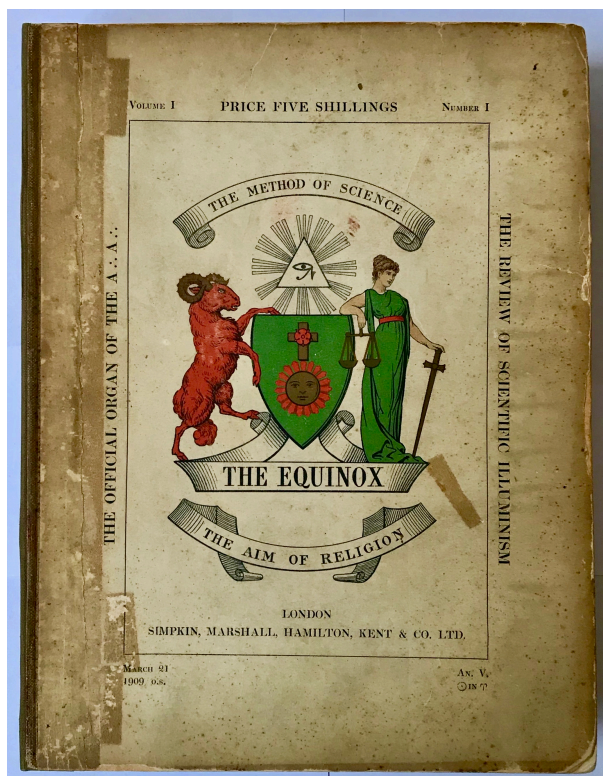 VOLUME I PRICE FIVE SHILLINGS NUMBER I
THE OFFICIAL ORGAN OF THE A∴ A∴
THE METHOD OF SCIENCE
THE EQUINOX
THE AIM OF RELIGION
THE REVIEW OF SCIENTIFIC ILLUMINISM
LONDON
SIMPKIN, MARSHALL, HAMILTON, KENT & CO. LTD.
MARCH 21 AN. V,
1909 O.S. ☉ IN ♈